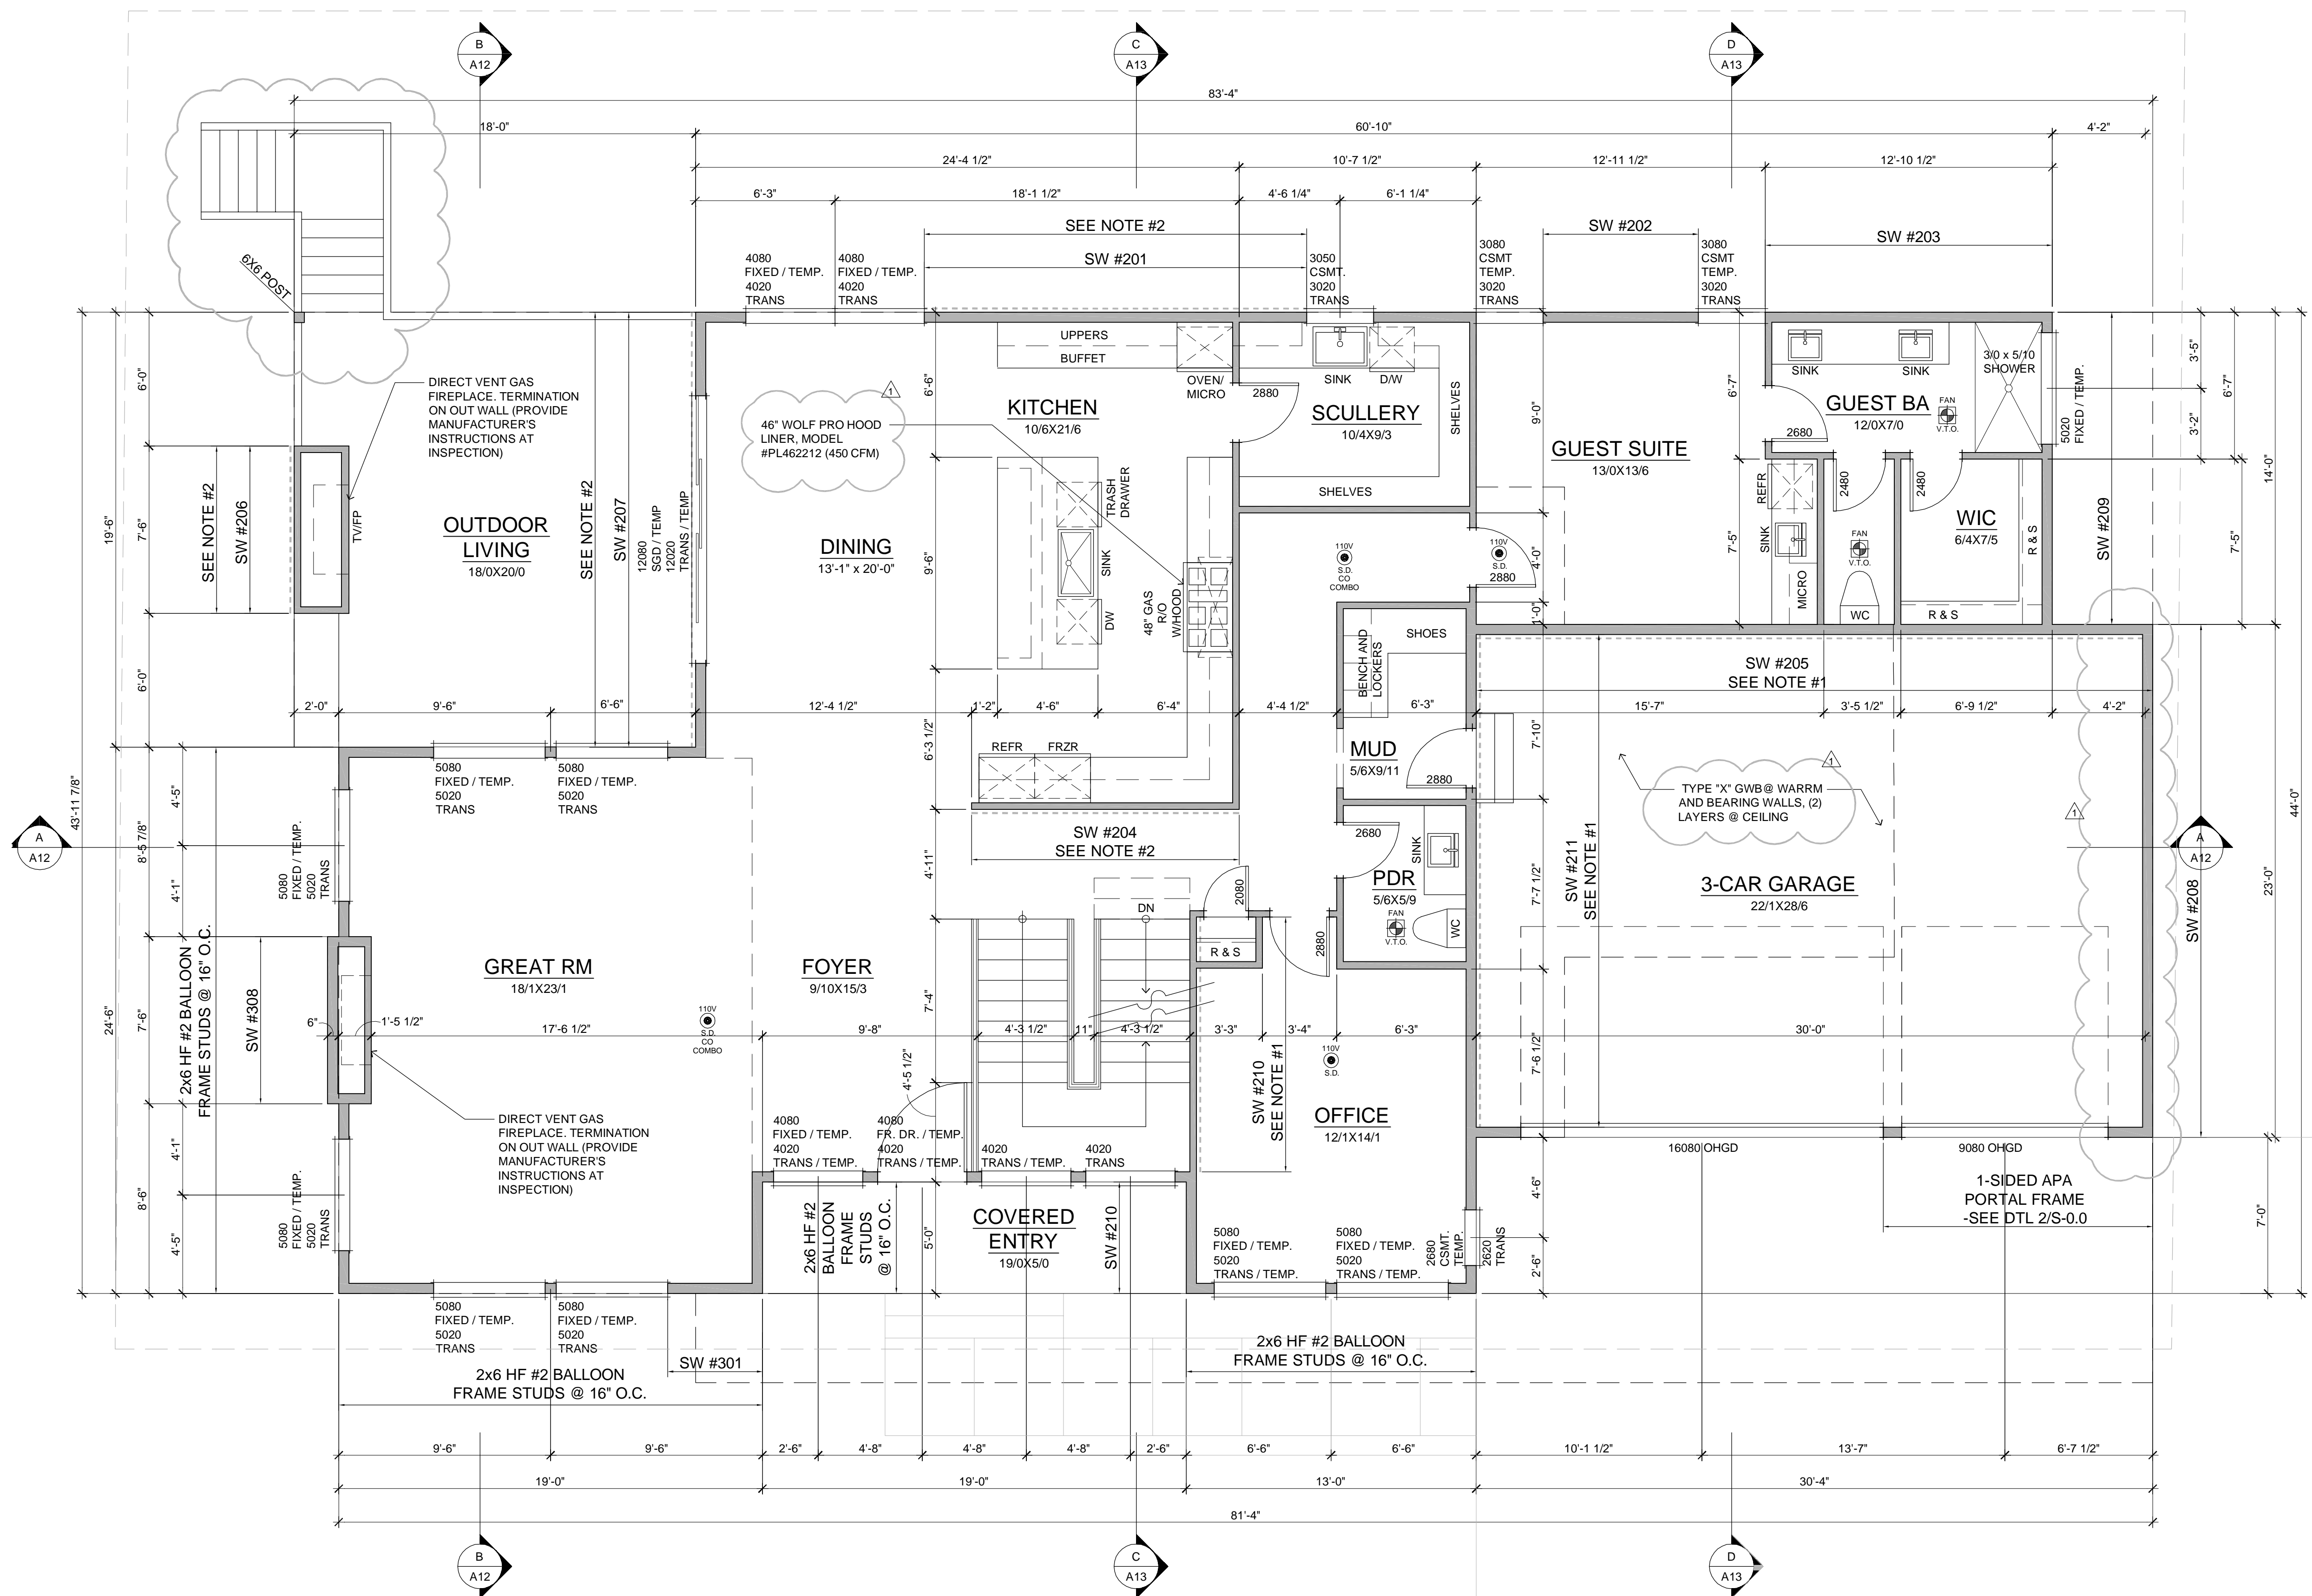 B
A12
C
A13
D
A13
83'-4"
18'-0"
60'-10"
4'-2"
24'-4 1/2"
10'-7 1/2"
12'-11 1/2"
12'-10 1/2"
6'-3"
18'-1 1/2"
4'-6 1/4"
6'-1 1/4"
SEE NOTE #2
SW #201
SW #202
SW #203
4080
FIXED / TEMP.
4020
TRANS
4080
FIXED / TEMP.
4020
TRANS
3050
CSMT.
3020
TRANS
3080
CSMT
TEMP.
3020
TRANS
3080
CSMT
TEMP.
3020
TRANS
6X6 POST
DIRECT VENT GAS
FIREPLACE. TERMINATION
ON OUT WALL (PROVIDE
MANUFACTURER'S
INSTRUCTIONS AT
INSPECTION)
6'-0"
7'-6"
6'-0"
19'-6"
43'-11 7/8"
SEE NOTE #2
SW #206
TV/FP
OUTDOOR
LIVING
18/0X20/0
SEE NOTE #2
SW #207
12080
SGD / TEMP
12020
TRANS / TEMP
46" WOLF PRO HOOD
LINER, MODEL
#PL462212 (450 CFM)
1
DINING
13'-1" x 20'-0"
6'-6"
9'-6"
6'-3 1/2"
UPPERS
BUFFET
OVEN/
MICRO
KITCHEN
10/6X21/6
TRASH
DRAWER
SINK
DW
48" GAS
R/O
W/HOOD
REFR
FRZR
2880
SINK
D/W
SCULLERY
10/4X9/3
SHELVES
SHELVES
9'-0"
4'-0"
1'-0"
GUEST SUITE
13/0X13/6
110V
S.D.
CO
COMBO
110V
S.D.
2880
6'-7"
7'-5"
SINK
SINK
3/0 x 5/10
SHOWER
GUEST BA
12/0X7/0
FAN
V.T.O.
2680
5020
FIXED / TEMP.
3'-5"
3'-2"
6'-7"
7'-5"
14'-0"
REFR
SINK
MICRO
2480
FAN
V.T.O.
WC
2480
WIC
6/4X7/5
R & S
R & S
SW #209
BENCH AND
LOCKERS
SHOES
MUD
5/6X9/11
2880
SW #205
SEE NOTE #1
2'-0"
9'-6"
6'-6"
12'-4 1/2"
1'-2"
4'-6"
6'-4"
4'-4 1/2"
6'-3"
15'-7"
3'-5 1/2"
6'-9 1/2"
4'-2"
7'-10"
7'-7 1/2"
7'-6 1/2"
SW #211
SEE NOTE #1
TYPE "X" GWB@ WARRM
AND BEARING WALLS, (2)
LAYERS @ CEILING
1
1
3-CAR GARAGE
22/1X28/6
SW #208
23'-0"
44'-0"
A
A12
A
A12
5080
FIXED / TEMP.
5020
TRANS
5080
FIXED / TEMP.
5020
TRANS
4'-5"
4'-1"
8'-5 7/8"
5080
FIXED / TEMP.
5020
TRANS
2x6 HF #2 BALLOON
FRAME STUDS @ 16" O.C.
24'-6"
7'-6"
SW #308
6"
1'-5 1/2"
17'-6 1/2"
GREAT RM
18/1X23/1
FOYER
9/10X15/3
110V
S.D.
CO
COMBO
9'-8"
4'-3 1/2"
11"
4'-3 1/2"
3'-3"
3'-4"
6'-3"
30'-0"
SW #204
SEE NOTE #2
4'-11"
7'-4"
4'-5 1/2"
DN
2080
R & S
2880
2680
SINK
PDR
5/6X5/9
FAN
V.T.O.
WC
110V
S.D.
SW #210
SEE NOTE #1
OFFICE
12/1X14/1
DIRECT VENT GAS
FIREPLACE. TERMINATION
ON OUT WALL (PROVIDE
MANUFACTURER'S
INSTRUCTIONS AT
INSPECTION)
4'-1"
4'-5"
8'-6"
5080
FIXED / TEMP.
5020
TRANS
4080
FIXED / TEMP.
4020
TRANS / TEMP.
4080
FR. DR. / TEMP.
4020
TRANS / TEMP.
4020
TRANS / TEMP.
4020
TRANS
2x6 HF #2
BALLOON
FRAME
STUDS
@ 16" O.C.
5'-0"
COVERED
ENTRY
19/0X5/0
SW #210
5080
FIXED / TEMP.
5020
TRANS / TEMP.
5080
FIXED / TEMP.
5020
TRANS / TEMP.
2680
CSMT.
TEMP.
2620
TRANS
4'-6"
2'-6"
16080 OHGD
9080 OHGD
1-SIDED APA
PORTAL FRAME
-SEE DTL 2/S-0.0
7'-0"
5080
FIXED / TEMP.
5020
TRANS
5080
FIXED / TEMP.
5020
TRANS
SW #301
2x6 HF #2 BALLOON
FRAME STUDS @ 16" O.C.
2x6 HF #2 BALLOON
FRAME STUDS @ 16" O.C.
9'-6"
9'-6"
2'-6"
4'-8"
4'-8"
4'-8"
2'-6"
6'-6"
6'-6"
10'-1 1/2"
13'-7"
6'-7 1/2"
19'-0"
19'-0"
13'-0"
30'-4"
81'-4"
B
A12
C
A13
D
A13